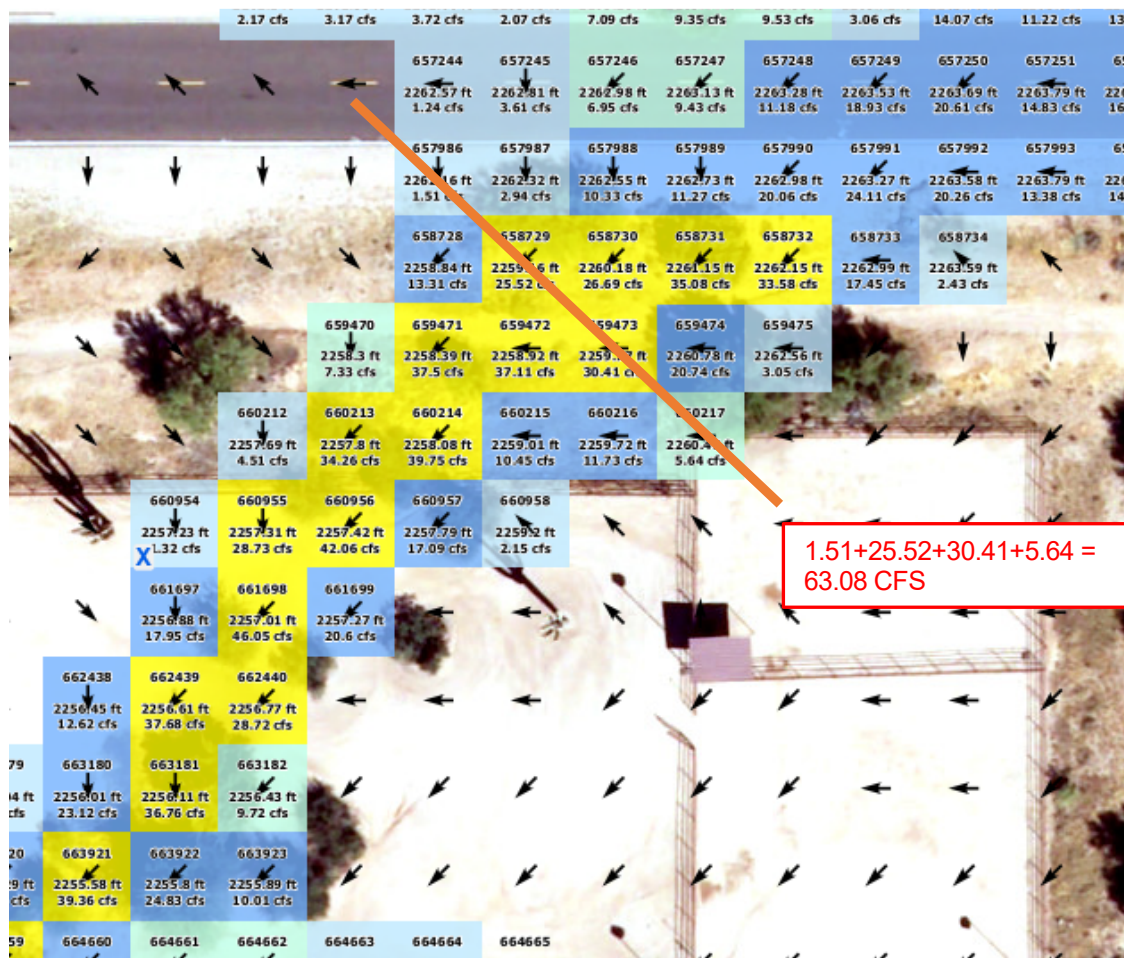 2.17 cfs 3.17 cfs 3.72 cfs 2.07 cfs 7.09 cfs 9.35 cfs 9.53 cfs 3.06 cfs 14.07 cfs 11.22 cfs
657244 657245 657246 657247 657248 657249 657250 657251
2262.57 ft 2262.81 ft 2262.98 ft 2263.13 ft 2263.28 ft 2263.53 ft 2263.69 ft 2263.79 ft
1.24 cfs 3.61 cfs 6.95 cfs 9.43 cfs 11.18 cfs 18.93 cfs 20.61 cfs 14.83 cfs
657986 657987 657988 657989 657990 657991 657992 657993
2262.32 ft 2262.55 ft 2262.73 ft 2262.98 ft 2263.27 ft 2263.58 ft 2263.79 ft
1.51 cfs 2.94 cfs 10.33 cfs 11.27 cfs 20.06 cfs 24.11 cfs 20.26 cfs 13.38 cfs
658728 658729 658730 658731 658732 658733 658734
2258.84 ft 2260.18 ft 2261.15 ft 2262.15 ft 2262.99 ft 2263.59 ft
13.31 cfs 25.52 cfs 26.69 cfs 35.08 cfs 33.58 cfs 17.45 cfs 2.43 cfs
659470 659471 659472 659473 659474 659475
2258.3 ft 2258.39 ft 2258.92 ft 2260.78 ft 2262.56 ft
7.33 cfs 37.5 cfs 37.11 cfs 30.41 cfs 20.74 cfs 3.05 cfs
660212 660213 660214 660215 660216 660217
2257.69 ft 2257.8 ft 2258.08 ft 2259.01 ft 2259.72 ft
4.51 cfs 34.26 cfs 39.75 cfs 10.45 cfs 11.73 cfs 5.64 cfs
660954 660955 660956 660957 660958
2257.23 ft 2257.31 ft 2257.42 ft 2257.79 ft 2259.2 ft
28.73 cfs 42.06 cfs 17.09 cfs 2.15 cfs
X
1.51+25.52+30.41+5.64 =
63.08 CFS
661697 661698 661699
2256.88 ft 2257.01 ft 2257.27 ft
17.95 cfs 46.05 cfs 20.6 cfs
662438 662439 662440
2256.45 ft 2256.61 ft 2256.77 ft
12.62 cfs 37.68 cfs 28.72 cfs
663180 663181 663182
2256.01 ft 2256.11 ft 2256.43 ft
cfs 23.12 cfs 36.76 cfs 9.72 cfs
663921 663922 663923
2255.58 ft 2255.8 ft 2255.89 ft
cfs 39.36 cfs 24.83 cfs 10.01 cfs
664660 664661 664662 664663 664664 664665